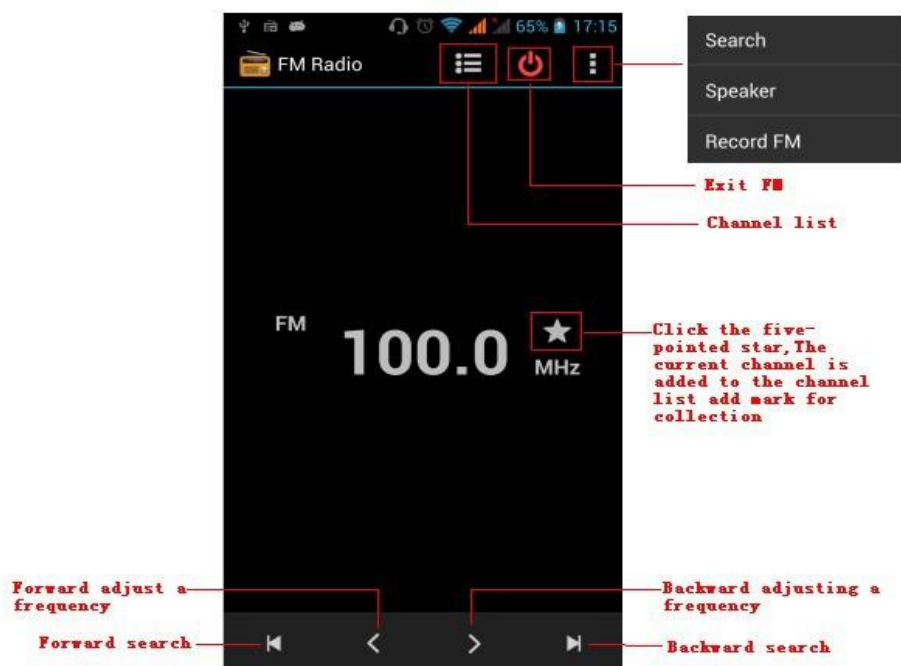 65% 17:15
FM Radio
Search
Speaker
Record FM
Exit FM
Channel list
FM
100.0
MHz
Click the five-
pointed star,The
current channel is
added to the channel
list add mark for
collection
Forward adjust a
frequency
Backward adjusting a
frequency
Forward search
Backward search